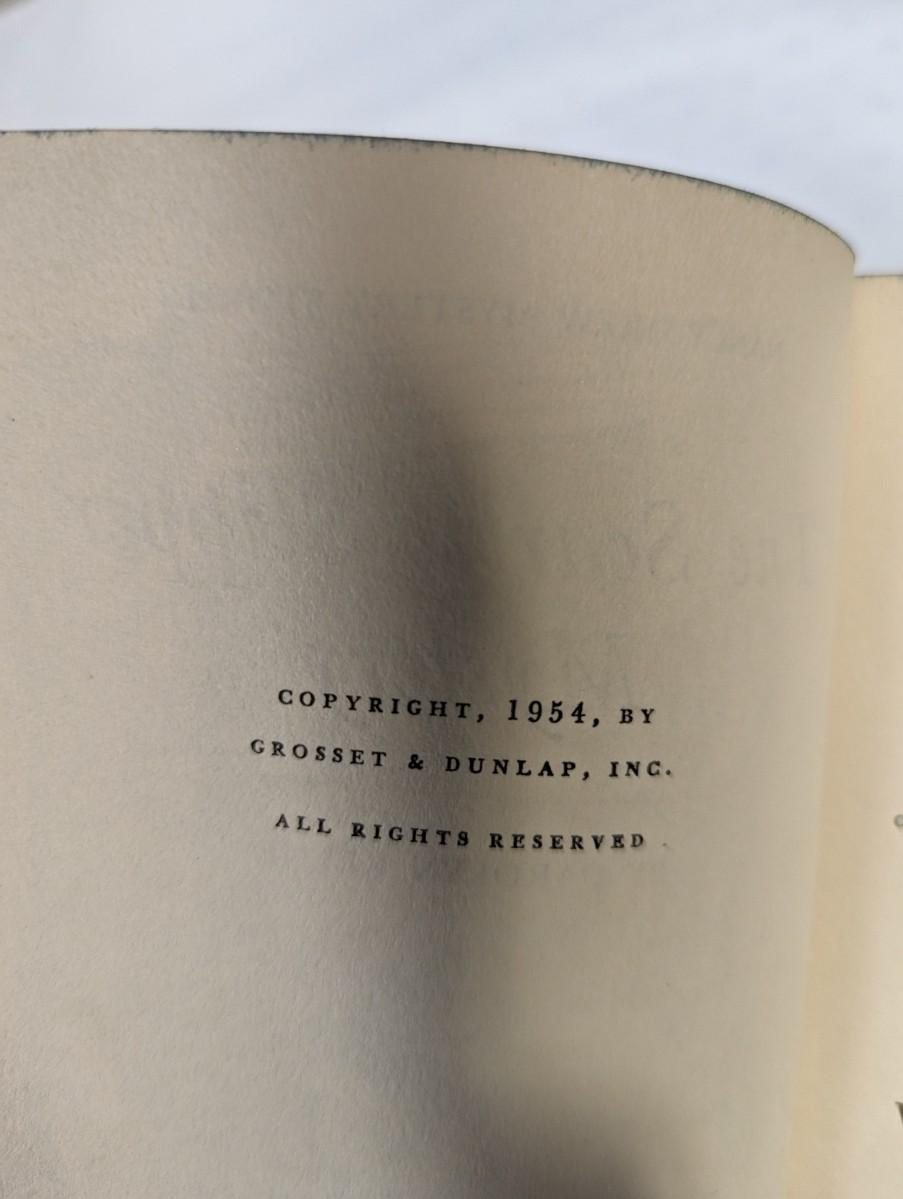 COPYRIGHT, 1954, BY
GROSSET & DUNLAP, INC.
ALL RIGHTS RESERVED